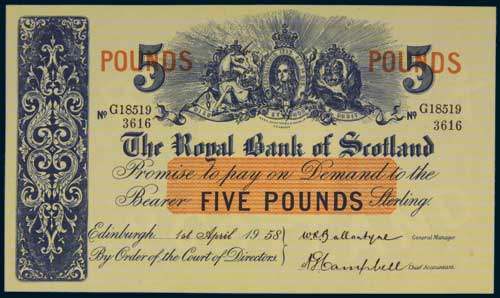 POUNDS 5 POUNDS 5
Nº G18519 3616
Nº G18519 3616
The Royal Bank of Scotland
Promise to pay on Demand to the
Bearer FIVE POUNDS Sterling.
Edinburgh 1st April 1958
W.R. Ballantyne General Manager
By Order of the Court of Directors.
A.G. Campbell Chief Accountant.